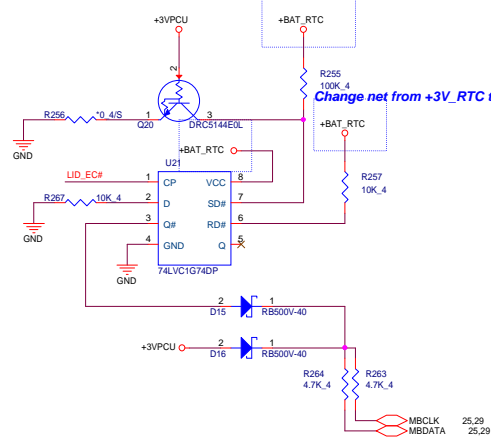 +3VPCU
+BAT_RTC
2
R255
100K_4
Change net from +3V_RTC t
R256
*0_4/S
1
3
Q20
DRC5144E0L
+BAT_RTC
GND
+BAT_RTC
U21
LID_EC#
1
CP
VCC
8
R257
10K_4
R267
10K_4
2
D
SD#
7
3
Q#
RD#
6
GND
4
GND
Q
5
GND
74LVC1G74DP
2
1
D15
RB500V-40
+3VPCU
2
1
D16
RB500V-40
R264
R263
4.7K_4
4.7K_4
MBCLK
25,29
MBDATA
25,29